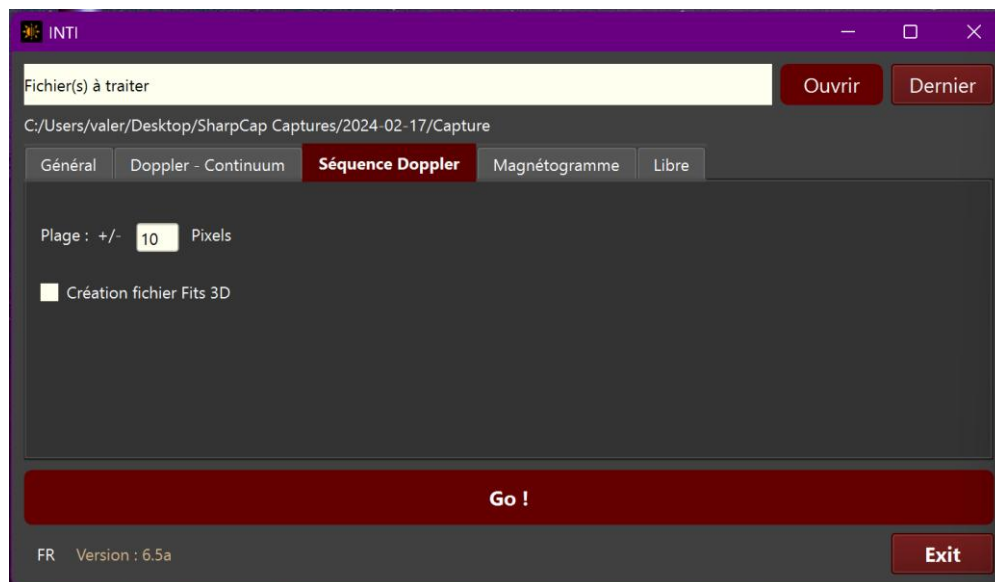 INTI
Fichier(s) à traiter
Ouvrir
Dernier
C:/Users/valer/Desktop/SharpCap Captures/2024-02-17/Capture
Général
Doppler - Continuum
Séquence Doppler
Magnétogramme
Libre
Plage : +/- 10 Pixels
Création fichier Fits 3D
Go !
FR Version : 6.5a
Exit